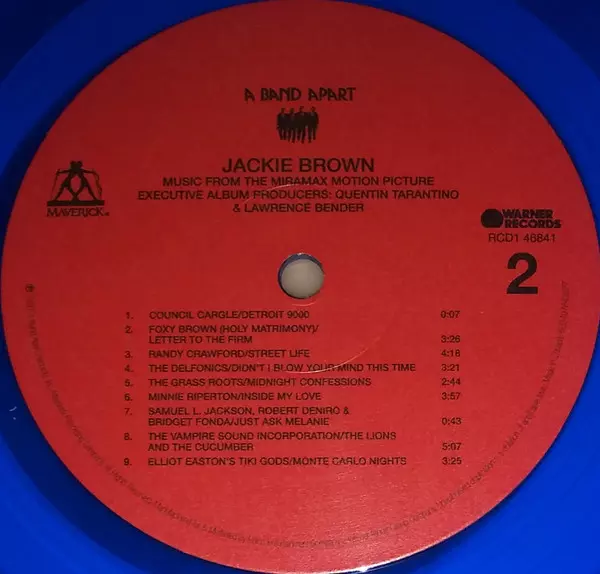 A BAND APART
JACKIE BROWN
MUSIC FROM THE MIRAMAX MOTION PICTURE
EXECUTIVE ALBUM PRODUCERS: QUENTIN TARANTINO
& LAWRENCE BENDER
MAVERICK
WARNER
RECORDS
RCD1 46841
2
1. COUNCIL CARGLE/DETROIT 9000 0:07
2. FOXY BROWN (HOLY MATRIMONY)/
LETTER TO THE FIRM 3:26
3. RANDY CRAWFORD/STREET LIFE 4:18
4. THE DELFONICS/DIDN'T I BLOW YOUR MIND THIS TIME 3:21
5. THE GRASS ROOTS/MIDNIGHT CONFESSIONS 2:44
6. MINNIE RIPERTON/INSIDE MY LOVE 3:57
7. SAMUEL L. JACKSON, ROBERT DENIRO &
BRIDGET FONDA/JUST ASK MELANIE 0:43
8. THE VAMPIRE SOUND INCORPORATION/THE LIONS
AND THE CUCUMBER 5:07
9. ELLIOT EASTON'S TIKI GODS/MONTE CARLO NIGHTS 3:25